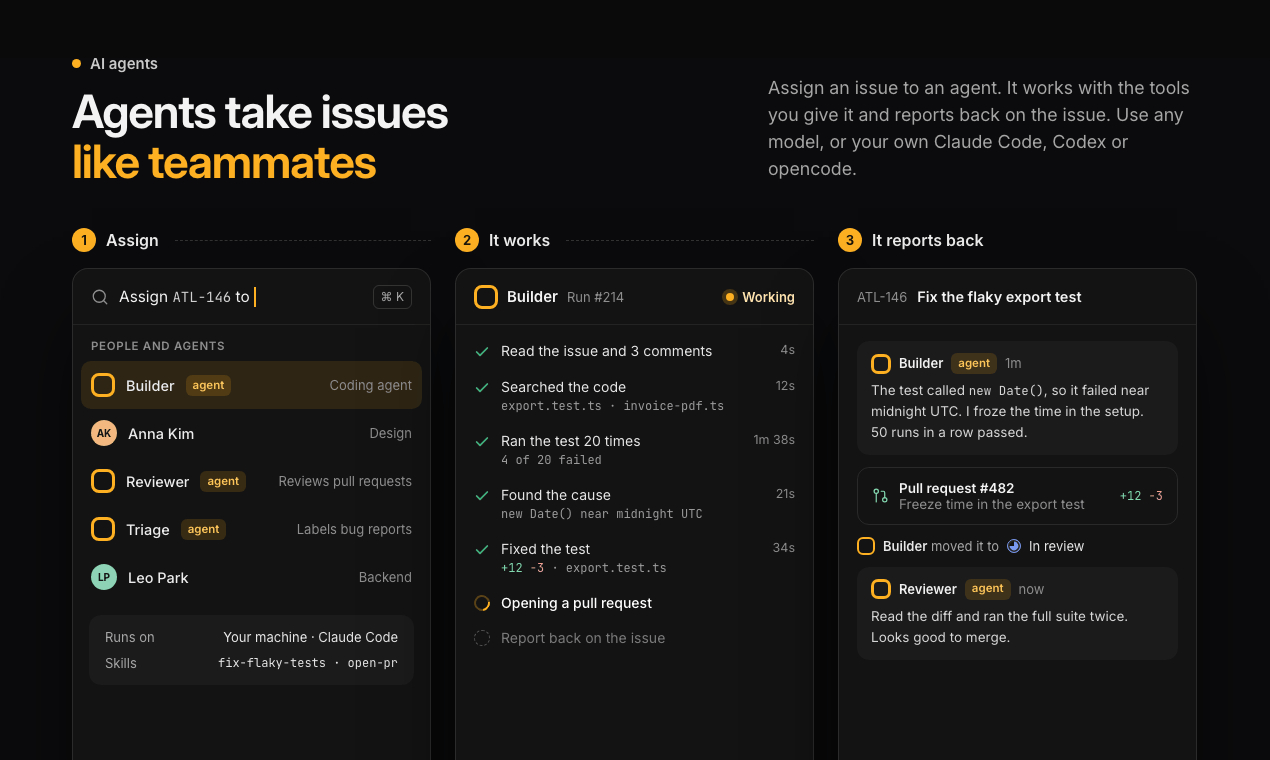 AI agents
Agents take issues
like teammates
Assign an issue to an agent. It works with the tools
you give it and reports back on the issue. Use any
model, or your own Claude Code, Codex or
opencode.
1 Assign
Assign ATL-146 to
⌘ K
PEOPLE AND AGENTS
Builder agent Coding agent
AK Anna Kim Design
Reviewer agent Reviews pull requests
Triage agent Labels bug reports
LP Leo Park Backend
Runs on Your machine · Claude Code
Skills fix-flaky-tests · open-pr
2 It works
Builder Run #214 Working
Read the issue and 3 comments 4s
Searched the code 12s
export.test.ts · invoice-pdf.ts
Ran the test 20 times 1m 38s
4 of 20 failed
Found the cause 21s
new Date() near midnight UTC
Fixed the test 34s
+12 -3 · export.test.ts
Opening a pull request
Report back on the issue
3 It reports back
ATL-146 Fix the flaky export test
Builder agent 1m
The test called new Date(), so it failed near
midnight UTC. I froze the time in the setup.
50 runs in a row passed.
Pull request #482
Freeze time in the export test
+12 -3
Builder moved it to In review
Reviewer agent now
Read the diff and ran the full suite twice.
Looks good to merge.